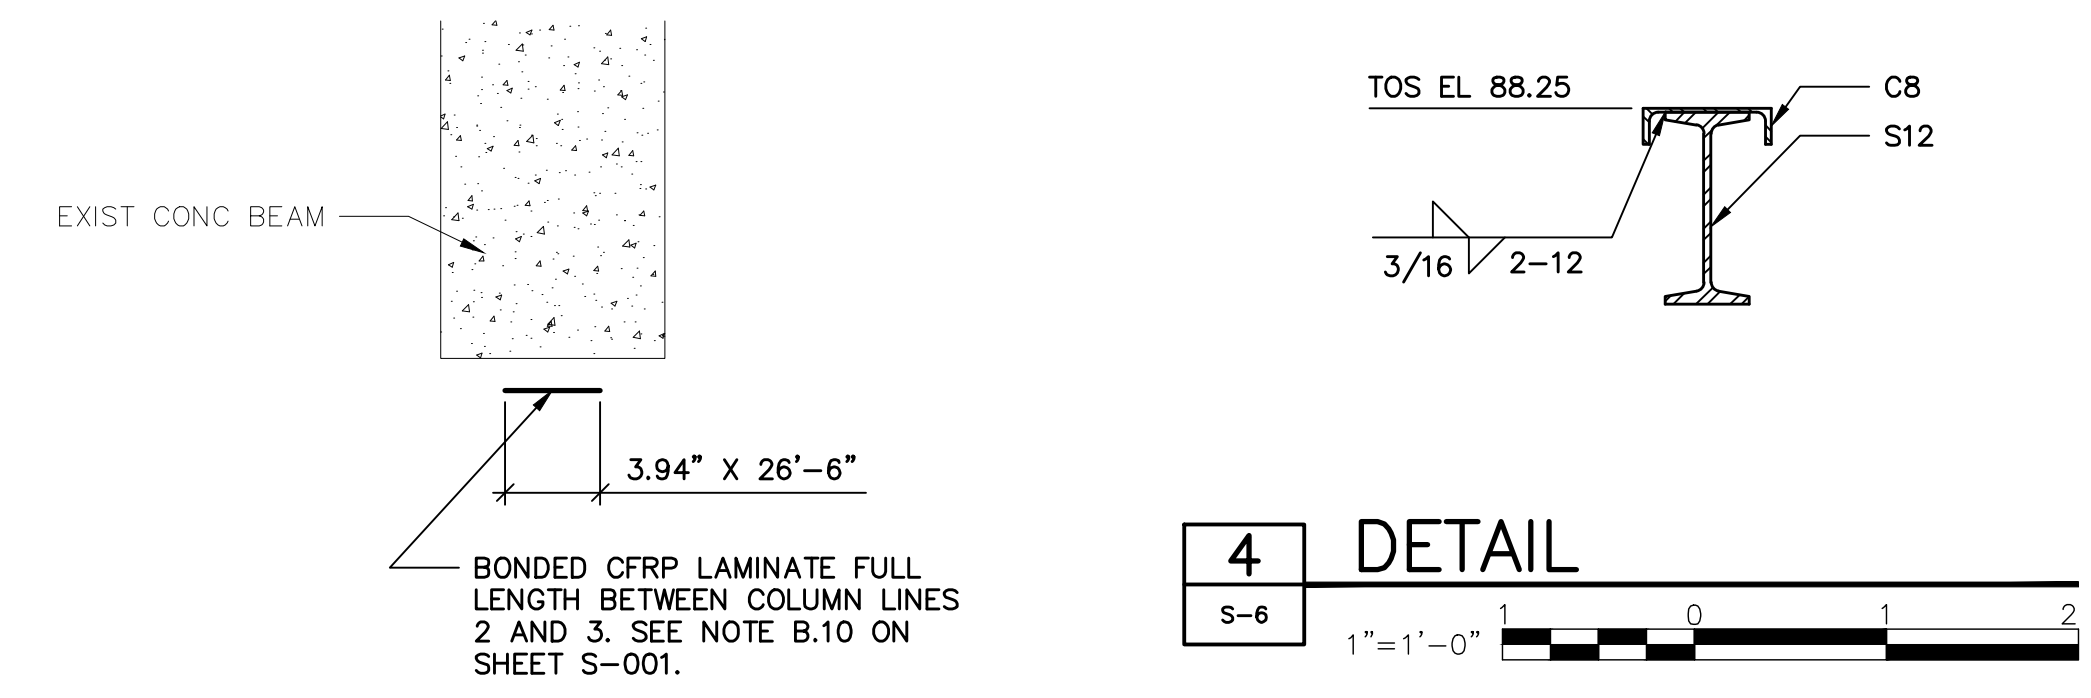 EXIST CONC BEAM
3.94" X 26'-6"
BONDED CFRP LAMINATE FULL
LENGTH BETWEEN COLUMN LINES
2 AND 3. SEE NOTE B.10 ON
SHEET S-001.
TOS EL 88.25
C8
S12
3/16
2-12
4
S-6
DETAIL
1"=1'-0"
1 0 1 2